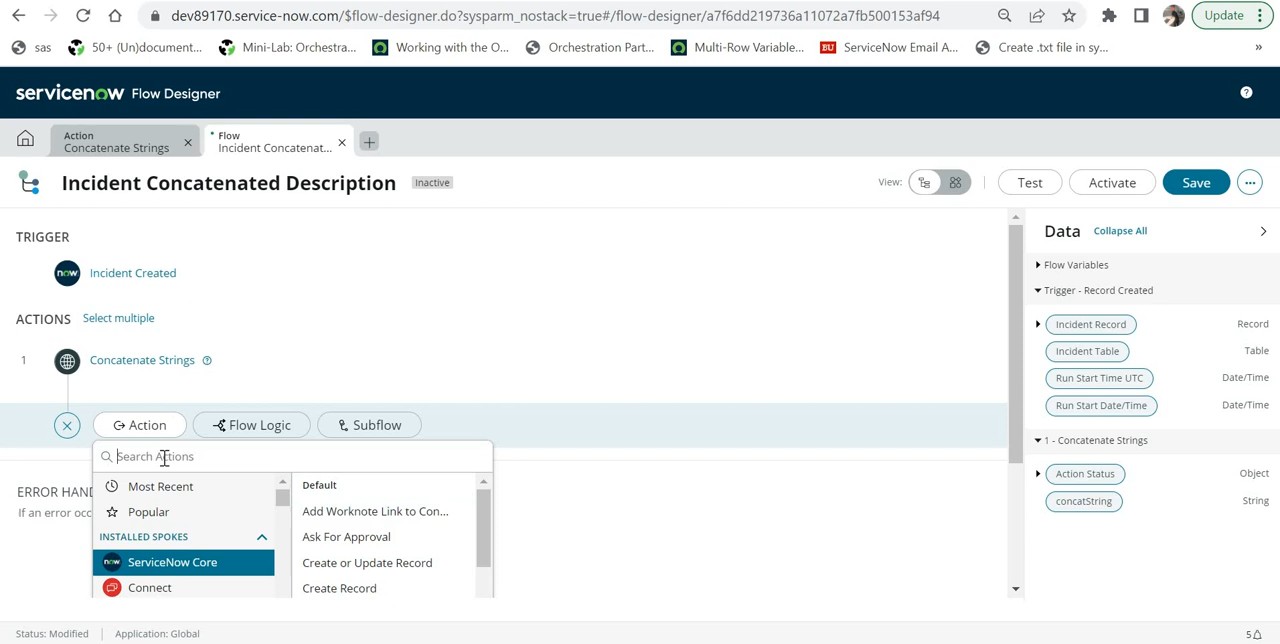 dev89170.service-now.com/$flow-designer.do?sysparm_nostack=true#/flow-designer/a7f6dd219736a11072a7fb500153af94
Update
sas
50+ (Un)document...
Mini-Lab: Orchestra...
Working with the O...
Orchestration Part...
Multi-Row Variable...
BU
ServiceNow Email A...
Create .txt file in sy...
»
servicenow Flow Designer
?
Action
Concatenate Strings
* Flow
Incident Concatenat...
Incident Concatenated Description
Inactive
View:
Test
Activate
Save
TRIGGER
now
Incident Created
ACTIONS
Select multiple
1
Concatenate Strings
Action
Flow Logic
Subflow
Search Actions
Most Recent
Popular
INSTALLED SPOKES
now
ServiceNow Core
Connect
Default
Add Worknote Link to Con...
Ask For Approval
Create or Update Record
Create Record
ERROR HAND
If an error occ
Data
Collapse All
Flow Variables
Trigger - Record Created
Incident Record
Record
Incident Table
Table
Run Start Time UTC
Date/Time
Run Start Date/Time
Date/Time
1 - Concatenate Strings
Action Status
Object
concatString
String
Status: Modified
Application: Global
5